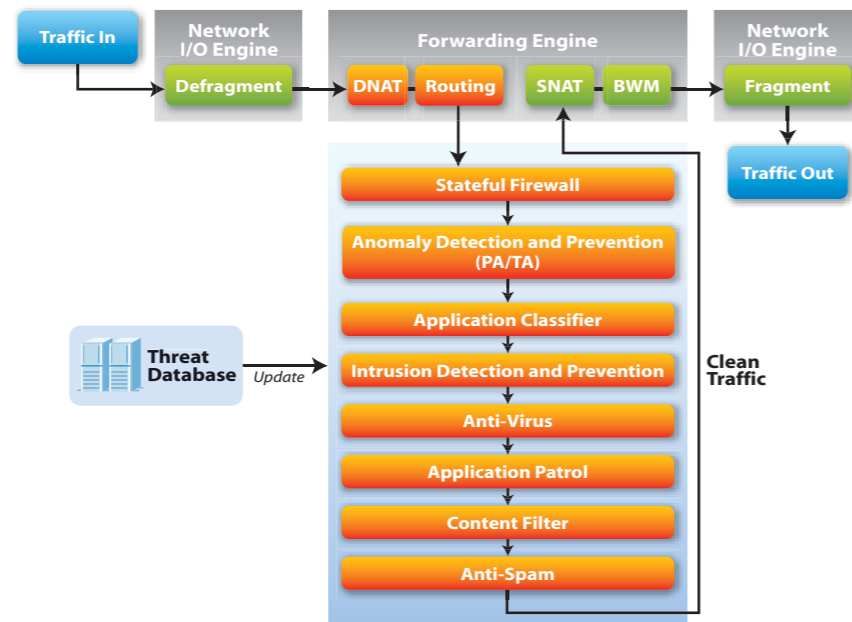 Traffic In
Network
I/O Engine
Defragment
Forwarding Engine
DNAT
Routing
SNAT
BWM
Network
I/O Engine
Fragment
Traffic Out
Stateful Firewall
Anomaly Detection and Prevention
(PA/TA)
Application Classifier
Intrusion Detection and Prevention
Anti-Virus
Application Patrol
Content Filter
Anti-Spam
Threat
Database
Update
Clean
Traffic